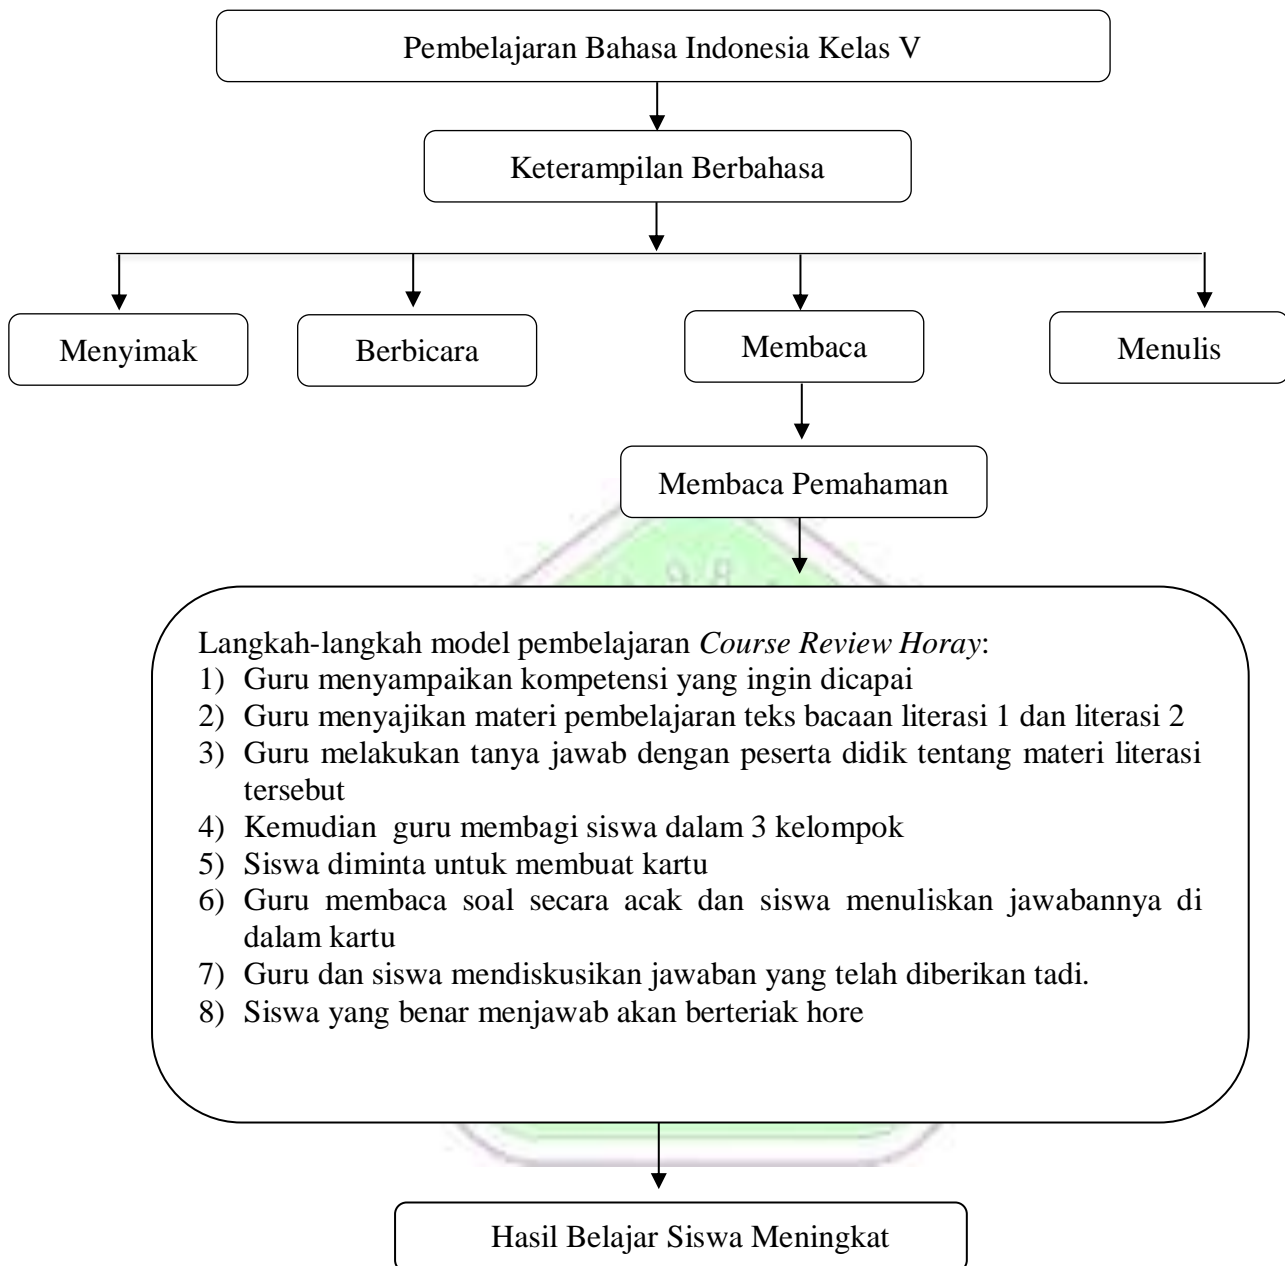 Pembelajaran Bahasa Indonesia Kelas V
Keterampilan Berbahasa
Menyimak
Berbicara
Membaca
Menulis
Membaca Pemahaman
Langkah-langkah model pembelajaran Course Review Horay:
1) Guru menyampaikan kompetensi yang ingin dicapai
2) Guru menyajikan materi pembelajaran teks bacaan literasi 1 dan literasi 2
3) Guru melakukan tanya jawab dengan peserta didik tentang materi literasi
tersebut
4) Kemudian guru membagi siswa dalam 3 kelompok
5) Siswa diminta untuk membuat kartu
6) Guru membaca soal secara acak dan siswa menuliskan jawabannya di
dalam kartu
7) Guru dan siswa mendiskusikan jawaban yang telah diberikan tadi.
8) Siswa yang benar menjawab akan berteriak hore
Hasil Belajar Siswa Meningkat